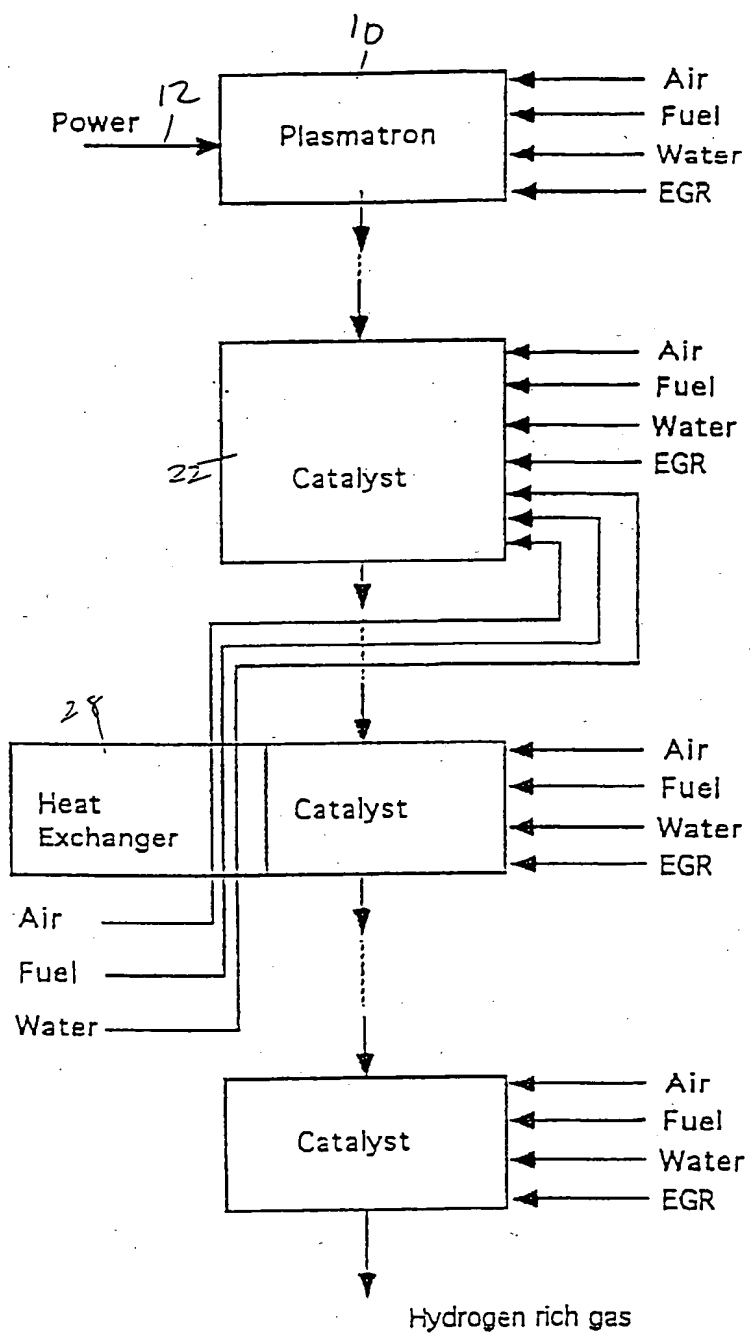 10
12
Power
Plasmatron
Air
Fuel
Water
EGR
22
Catalyst
Air
Fuel
Water
EGR
28
Heat
Exchanger
Catalyst
Air
Fuel
Water
EGR
Air
Fuel
Water
Catalyst
Air
Fuel
Water
EGR
Hydrogen rich gas